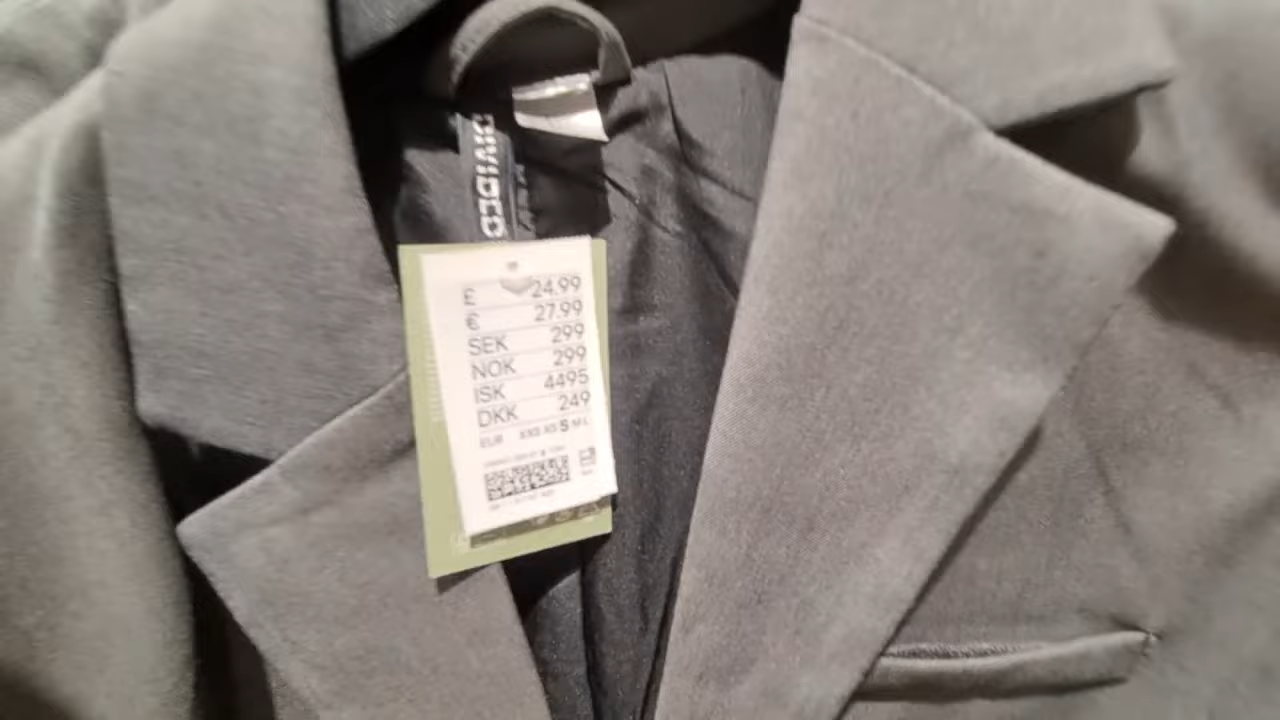 DIVIDED
£ 24.99
€ 27.99
SEK 299
NOK 299
ISK 4495
DKK 249
EUR XXS XS S M L